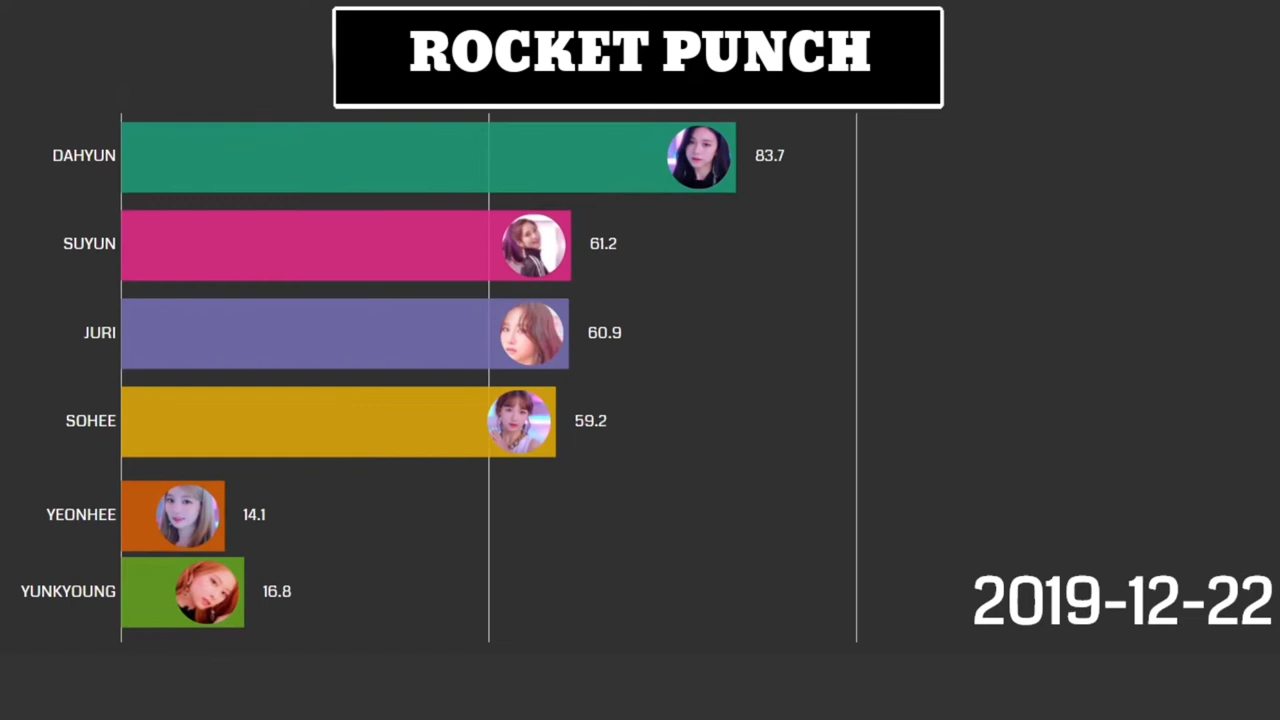 ROCKET PUNCH
DAHYUN 83.7
SUYUN 61.2
JURI 60.9
SOHEE 59.2
YEONHEE 14.1
YUNKYOUNG 16.8
2019-12-22